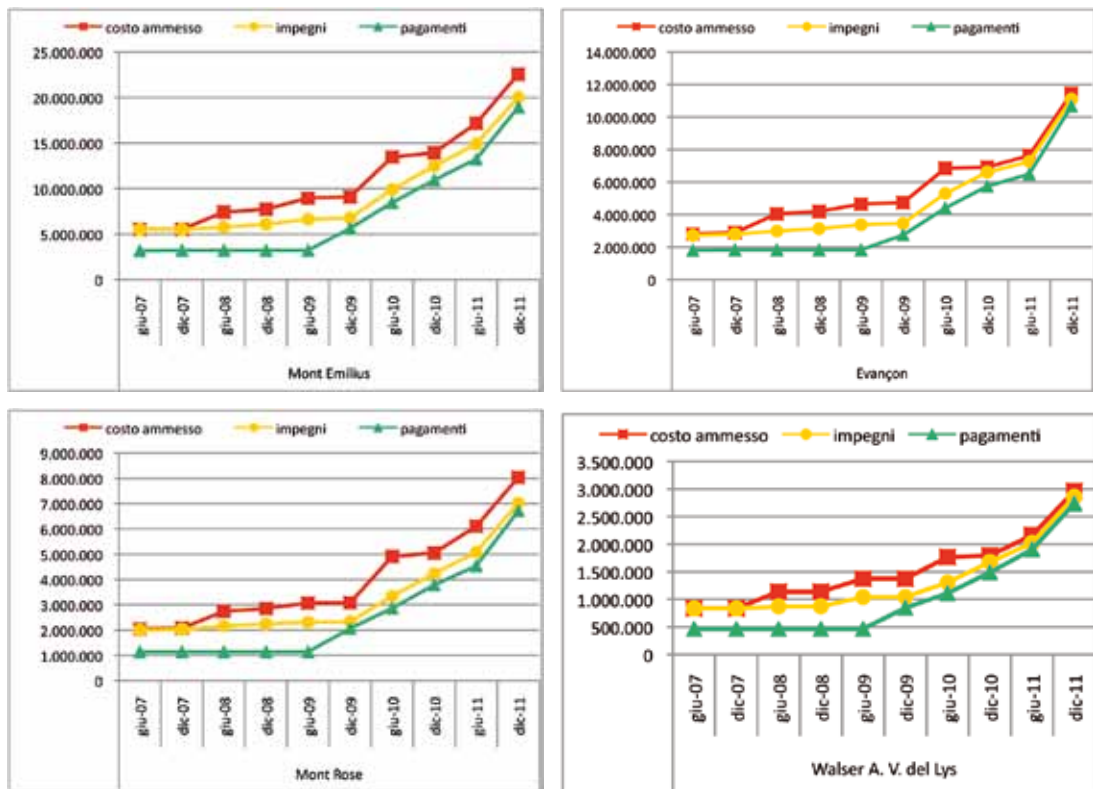 costo ammesso impegni pagamenti
25.000.000
20.000.000
15.000.000
10.000.000
5.000.000
0
giu-07 dic-07 giu-08 dic-08 giu-09 dic-09 giu-10 dic-10 giu-11 dic-11
Mont Emilius
costo ammesso impegni pagamenti
14.000.000
12.000.000
10.000.000
8.000.000
6.000.000
4.000.000
2.000.000
0
giu-07 dic-07 giu-08 dic-08 giu-09 dic-09 giu-10 dic-10 giu-11 dic-11
Evançon
costo ammesso impegni pagamenti
9.000.000
8.000.000
7.000.000
6.000.000
5.000.000
4.000.000
3.000.000
2.000.000
1.000.000
0
giu-07 dic-07 giu-08 dic-08 giu-09 dic-09 giu-10 dic-10 giu-11 dic-11
Mont Rose
costo ammesso impegni pagamenti
3.500.000
3.000.000
2.500.000
2.000.000
1.500.000
1.000.000
500.000
0
giu-07 dic-07 giu-08 dic-08 giu-09 dic-09 giu-10 dic-10 giu-11 dic-11
Walser A. V. del Lys